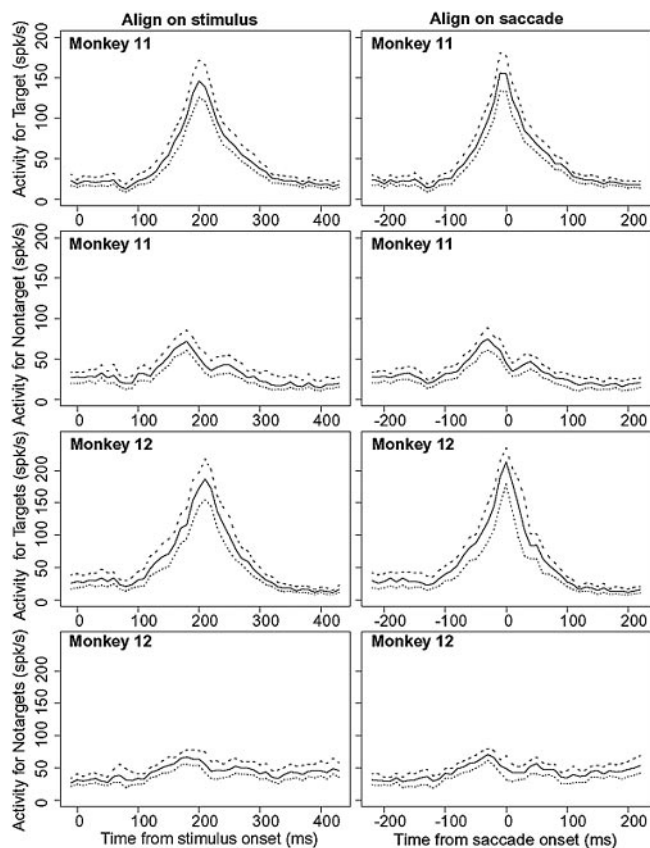 Align on stimulus
Align on saccade
Activity for Target (spk/s)
0 50 100 150 200
Monkey 11
0 100 200 300 400
Monkey 11
-200 -100 0 100 200
Activity for Nontarget (spk/s)
0 50 100 150 200
Monkey 11
0 100 200 300 400
Monkey 11
-200 -100 0 100 200
Activity for Targets (spk/s)
0 50 100 150 200
Monkey 12
0 100 200 300 400
Monkey 12
-200 -100 0 100 200
Activity for Notargets (spk/s)
0 50 100 150 200
Monkey 12
0 100 200 300 400
Time from stimulus onset (ms)
Monkey 12
-200 -100 0 100 200
Time from saccade onset (ms)